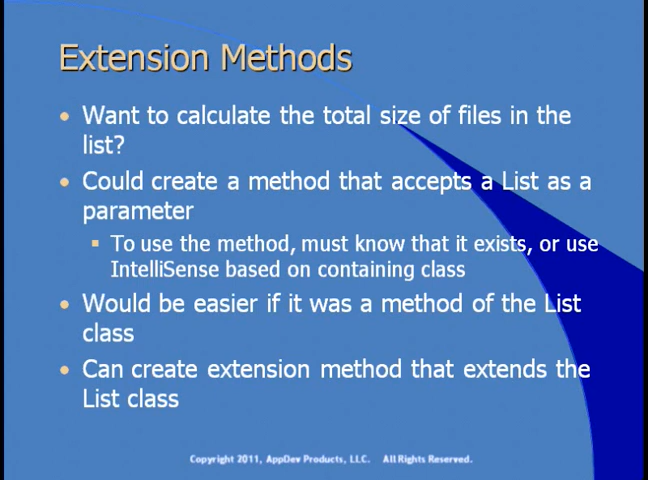 Extension Methods
• Want to calculate the total size of files in the
list?
• Could create a method that accepts a List as a
parameter
▪ To use the method, must know that it exists, or use
IntelliSense based on containing class
• Would be easier if it was a method of the List
class
• Can create extension method that extends the
List class
Copyright 2011, AppDev Products, LLC. All Rights Reserved.